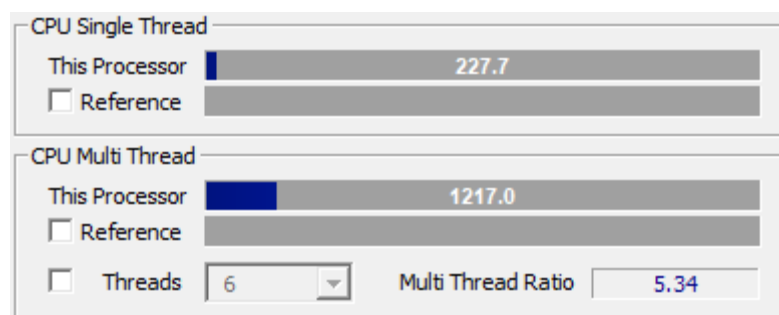 CPU Single Thread
This Processor 227.7
Reference
CPU Multi Thread
This Processor 1217.0
Reference
Threads 6 Multi Thread Ratio 5.34